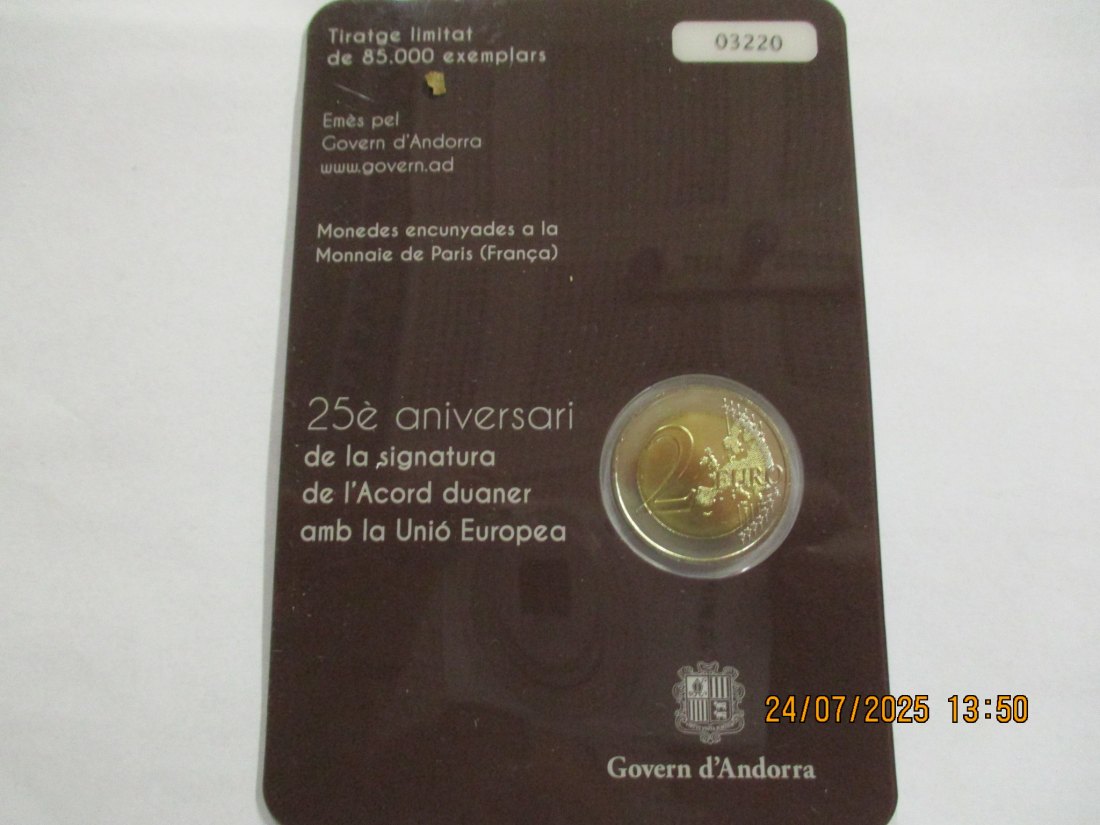 Tiratge limitat
de 85.000 exemplars
03220
Emès pel
Govern d'Andorra
www.govern.ad
Monedes encunyades a la
Monnaie de Paris (França)
25è aniversari
de la signatura
de l'Acord duaner
amb la Unió Europea
2 EURO
24/07/2025 13:50
Govern d'Andorra